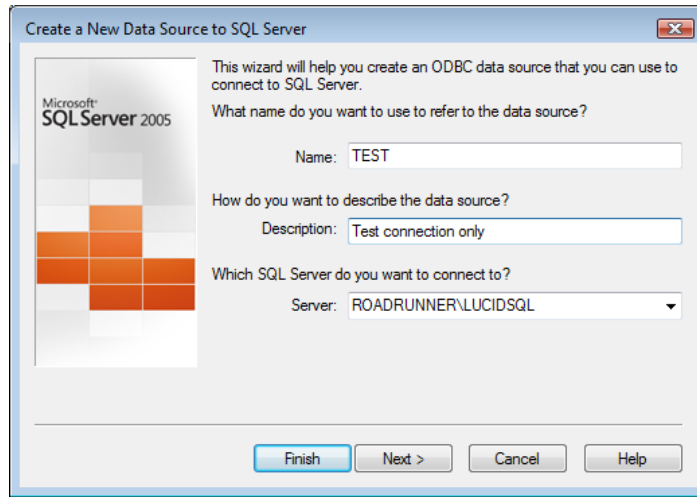 Create a New Data Source to SQL Server
This wizard will help you create an ODBC data source that you can use to
connect to SQL Server.
What name do you want to use to refer to the data source?
Microsoft
SQL Server 2005
Name: TEST
How do you want to describe the data source?
Description: Test connection only
Which SQL Server do you want to connect to?
Server: ROADRUNNER\LUCIDSQL
Finish Next > Cancel Help